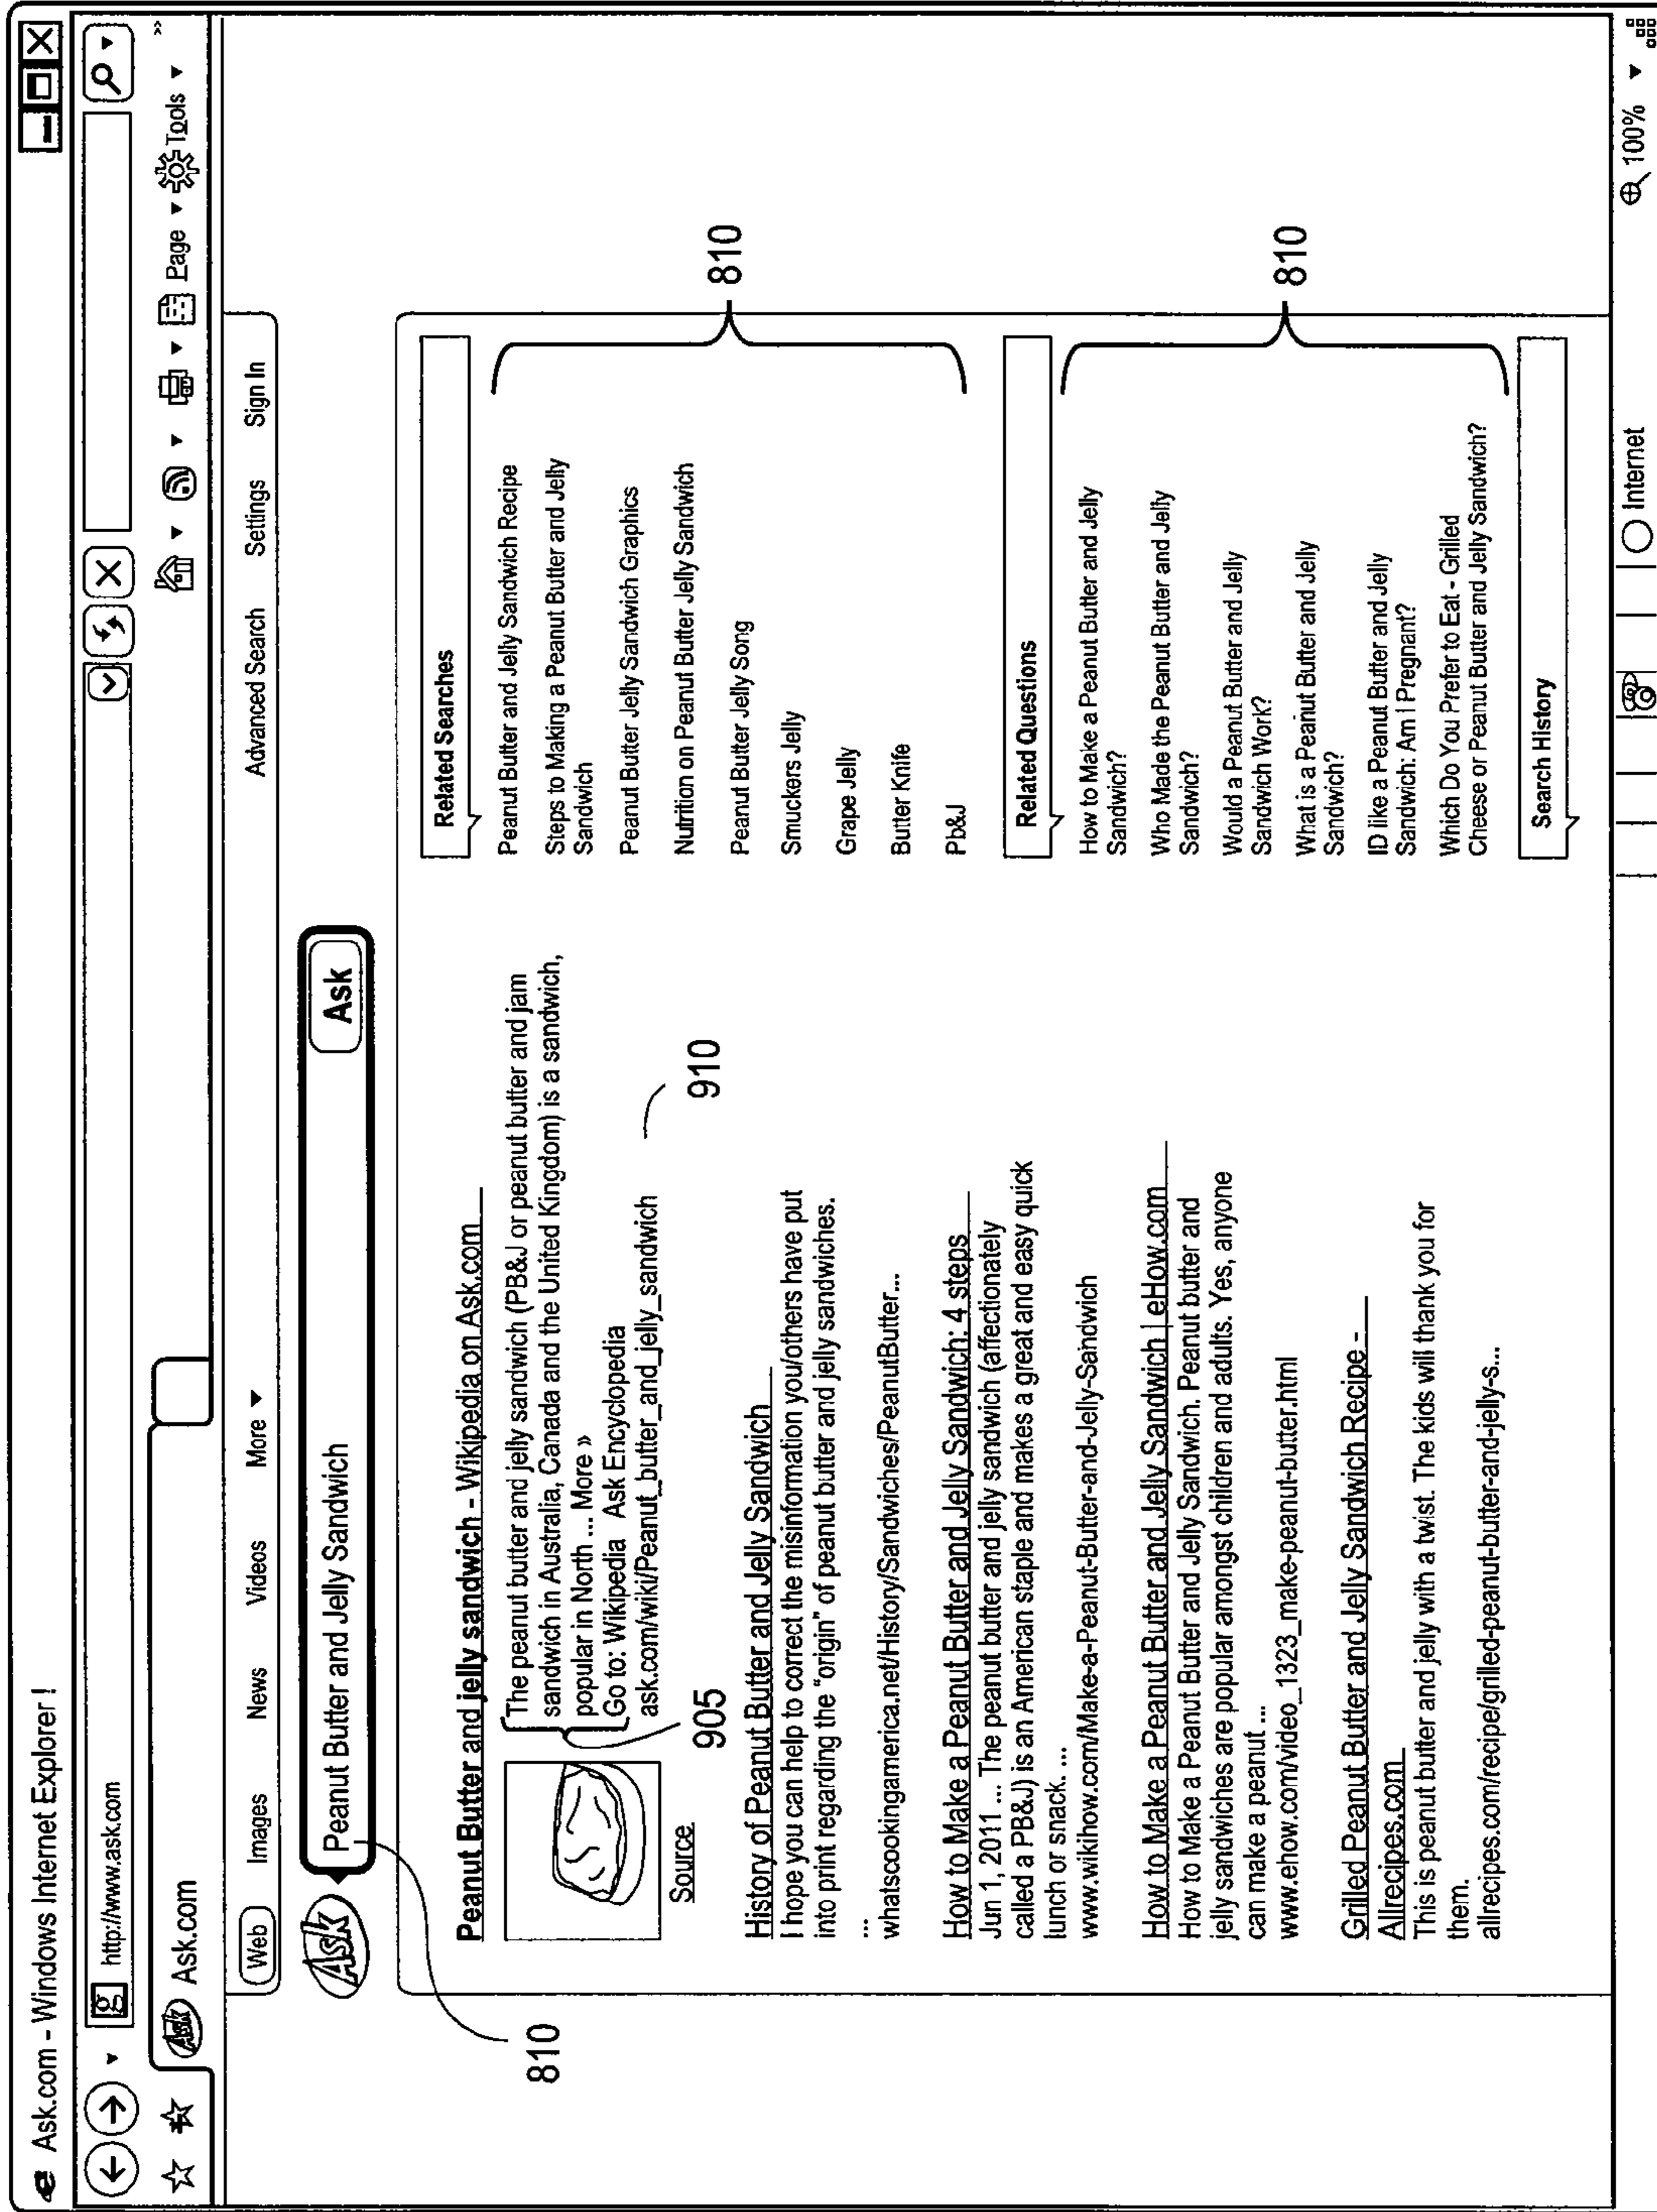 Ask.com - Windows Internet Explorer !
g http://www.ask.com
Ask Ask.com
Page Tools »
Web Images News Videos More Advanced Search Settings Sign In
Ask Peanut Butter and Jelly Sandwich Ask
810
Peanut Butter and jelly sandwich - Wikipedia on Ask.com
The peanut butter and jelly sandwich (PB&J or peanut butter and jam
sandwich in Australia, Canada and the United Kingdom) is a sandwich,
popular in North ... More »
Go to: Wikipedia Ask Encyclopedia
ask.com/wiki/Peanut_butter_and_jelly_sandwich
Source
905
910
History of Peanut Butter and Jelly Sandwich
I hope you can help to correct the misinformation you/others have put
into print regarding the "origin" of peanut butter and jelly sandwiches.
...
whatscookingamerica.net/History/Sandwiches/PeanutButter...
How to Make a Peanut Butter and Jelly Sandwich: 4 steps
Jun 1, 2011 ... The peanut butter and jelly sandwich (affectionately
called a PB&J) is an American staple and makes a great and easy quick
lunch or snack. ...
www.wikihow.com/Make-a-Peanut-Butter-and-Jelly-Sandwich
How to Make a Peanut Butter and Jelly Sandwich | eHow.com
How to Make a Peanut Butter and Jelly Sandwich. Peanut butter and
jelly sandwiches are popular amongst children and adults. Yes, anyone
can make a peanut ...
www.ehow.com/video_1323_make-peanut-butter.html
Grilled Peanut Butter and Jelly Sandwich Recipe -
Allrecipes.com
This is peanut butter and jelly with a twist. The kids will thank you for
them.
allrecipes.com/recipe/grilled-peanut-butter-and-jelly-s...
Related Searches
Peanut Butter and Jelly Sandwich Recipe
Steps to Making a Peanut Butter and Jelly
Sandwich
Peanut Butter Jelly Sandwich Graphics
Nutrition on Peanut Butter Jelly Sandwich
Peanut Butter Jelly Song
Smuckers Jelly
Grape Jelly
Butter Knife
Pb&J
810
Related Questions
How to Make a Peanut Butter and Jelly
Sandwich?
Who Made the Peanut Butter and Jelly
Sandwich?
Would a Peanut Butter and Jelly
Sandwich Work?
What is a Peanut Butter and Jelly
Sandwich?
ID like a Peanut Butter and Jelly
Sandwich: Am I Pregnant?
Which Do You Prefer to Eat - Grilled
Cheese or Peanut Butter and Jelly Sandwich?
810
Search History
Internet 100%